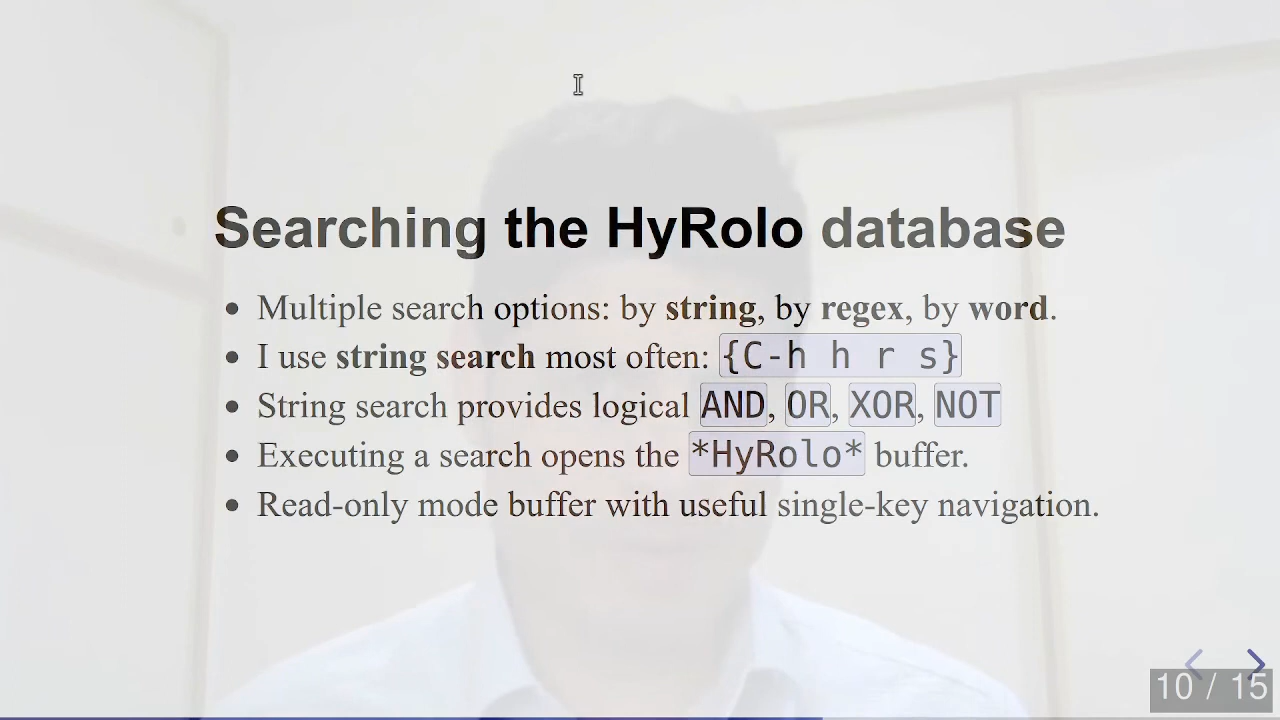 Searching the HyRolo database
• Multiple search options: by string, by regex, by word.
• I use string search most often: {C-h h r s}
• String search provides logical AND, OR, XOR, NOT
• Executing a search opens the *HyRolo* buffer.
• Read-only mode buffer with useful single-key navigation.
10 / 15